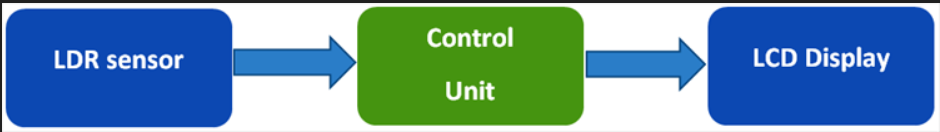 LDR sensor
Control
Unit
LCD Display